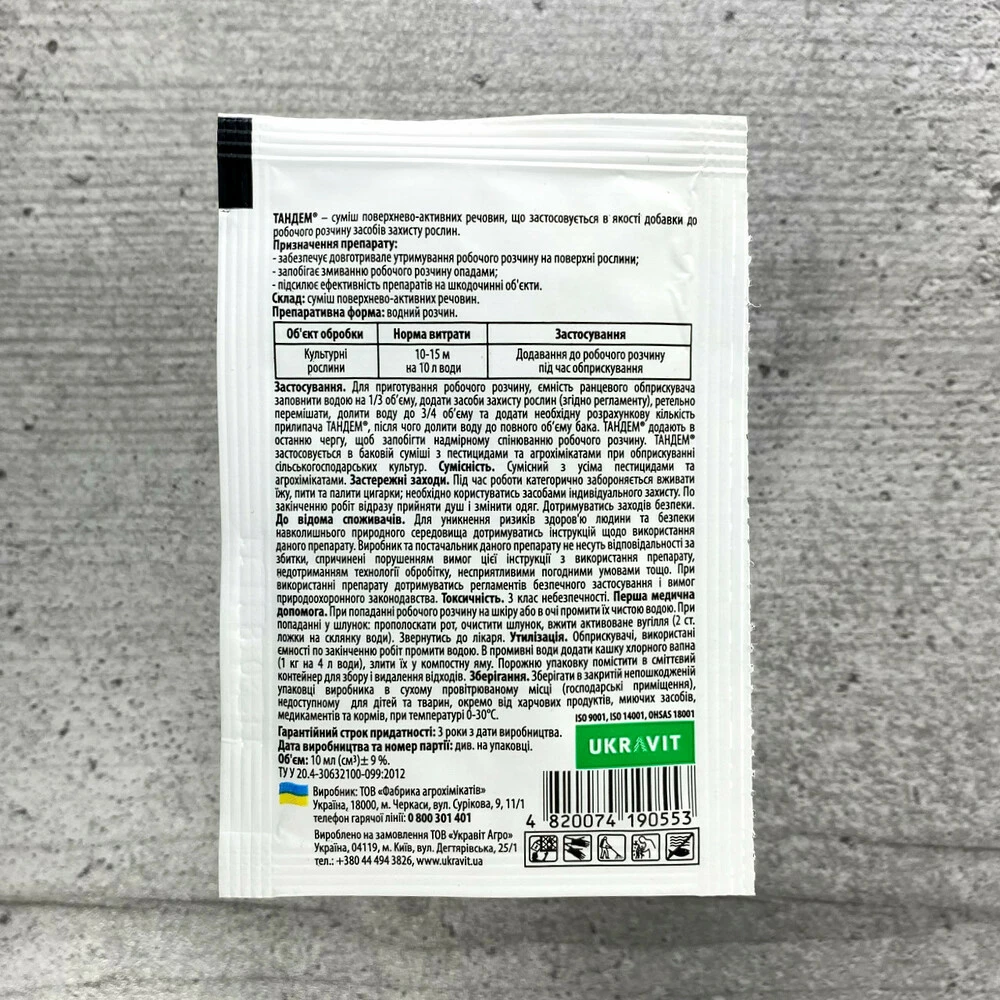 ТАНДЕМ® – суміш поверхнево-активних речовин, що застосовується в якості добавки до
робочого розчину засобів захисту рослин.
Призначення препарату:
- забезпечує довготривале утримування робочого розчину на поверхні рослини;
- запобігає змиванню робочого розчину опадами;
- підсилює ефективність препаратів на шкодочинні об'єкти.
Склад: суміш поверхнево-активних речовин.
Препаративна форма: водний розчин.
Об'єкт обробки Норма витрати Застосування
Культурні 10-15 м Додавання до робочого розчину
рослини на 10 л води під час обприскування
Застосування. Для приготування робочого розчину, ємність ранцевого обприскувача
заповнити водою на 1/3 об'єму, додати засоби захисту рослин (згідно регламенту), ретельно
перемішати, долити воду до 3/4 об'єму та додати необхідну розрахункову кількість
прилипача ТАНДЕМ®, після чого долити воду до повного об'єму бака. ТАНДЕМ® додають в
останню чергу, щоб запобігти надмірному спінюванню робочого розчину. ТАНДЕМ®
застосовується в баковій суміші з пестицидами та агрохімікатами при обприскуванні
сільськогосподарських культур. Сумісність. Сумісний з усіма пестицидами та
агрохімікатами. Застережні заходи. Під час роботи категорично забороняється вживати
їжу, пити та палити цигарки; необхідно користуватись засобами індивідуального захисту. По
закінченню робіт відразу прийняти душ і змінити одяг. Дотримуватись заходів безпеки.
До відома споживачів. Для уникнення ризиків здоров'ю людини та безпеки
навколишнього природного середовища дотримуватись інструкцій щодо використання
даного препарату. Виробник та постачальник даного препарату не несуть відповідальності за
збитки, спричинені порушенням вимог цієї інструкції з використання препарату,
недотриманням технології обробітку, несприятливими погодними умовами тощо. При
використанні препарату дотримуватись регламентів безпечного застосування і вимог
природоохоронного законодавства. Токсичність. 3 клас небезпечності. Перша медична
допомога. При попаданні робочого розчину на шкіру або в очі промити їх чистою водою. При
попаданні у шлунок: прополоскати рот, очистити шлунок, вжити активоване вугілля (2 ст.
ложки на склянку води). Звернутись до лікаря. Утилізація. Обприскувачі, використані
ємності по закінченню робіт промити водою. В промивні води додати кашку хлорного вапна
(1 кг на 4 л води), злити їх у компостну яму. Порожню упаковку помістити в сміттєвий
контейнер для збору і видалення відходів. Зберігання. Зберігати в закритій непошкодженій
упаковці виробника в сухому провітрюваному місці (господарські приміщення),
недоступному для дітей та тварин, окремо від харчових продуктів, миючих засобів,
медикаментів та кормів, при температурі 0-30°С.
ISO 9001, ISO 14001, OHSAS 18001
Гарантійний строк придатності: 3 роки з дати виробництва.
Дата виробництва та номер партії: див. на упаковці.
Об'єм: 10 мл (см³)± 9 %.
ТУ У 20.4-30632100-099:2012
UKRAVIT
Виробник: ТОВ «Фабрика агрохімікатів»
Україна, 18000, м. Черкаси, вул. Сурікова, 9, 11/1
телефон гарячої лінії: 0 800 301 401
4 820074 190553
Вироблено на замовлення ТОВ «Укравіт Агро»
Україна, 04119, м. Київ, вул. Дегтярівська, 25/1
тел.: +380 44 494 3826, www.ukravit.ua